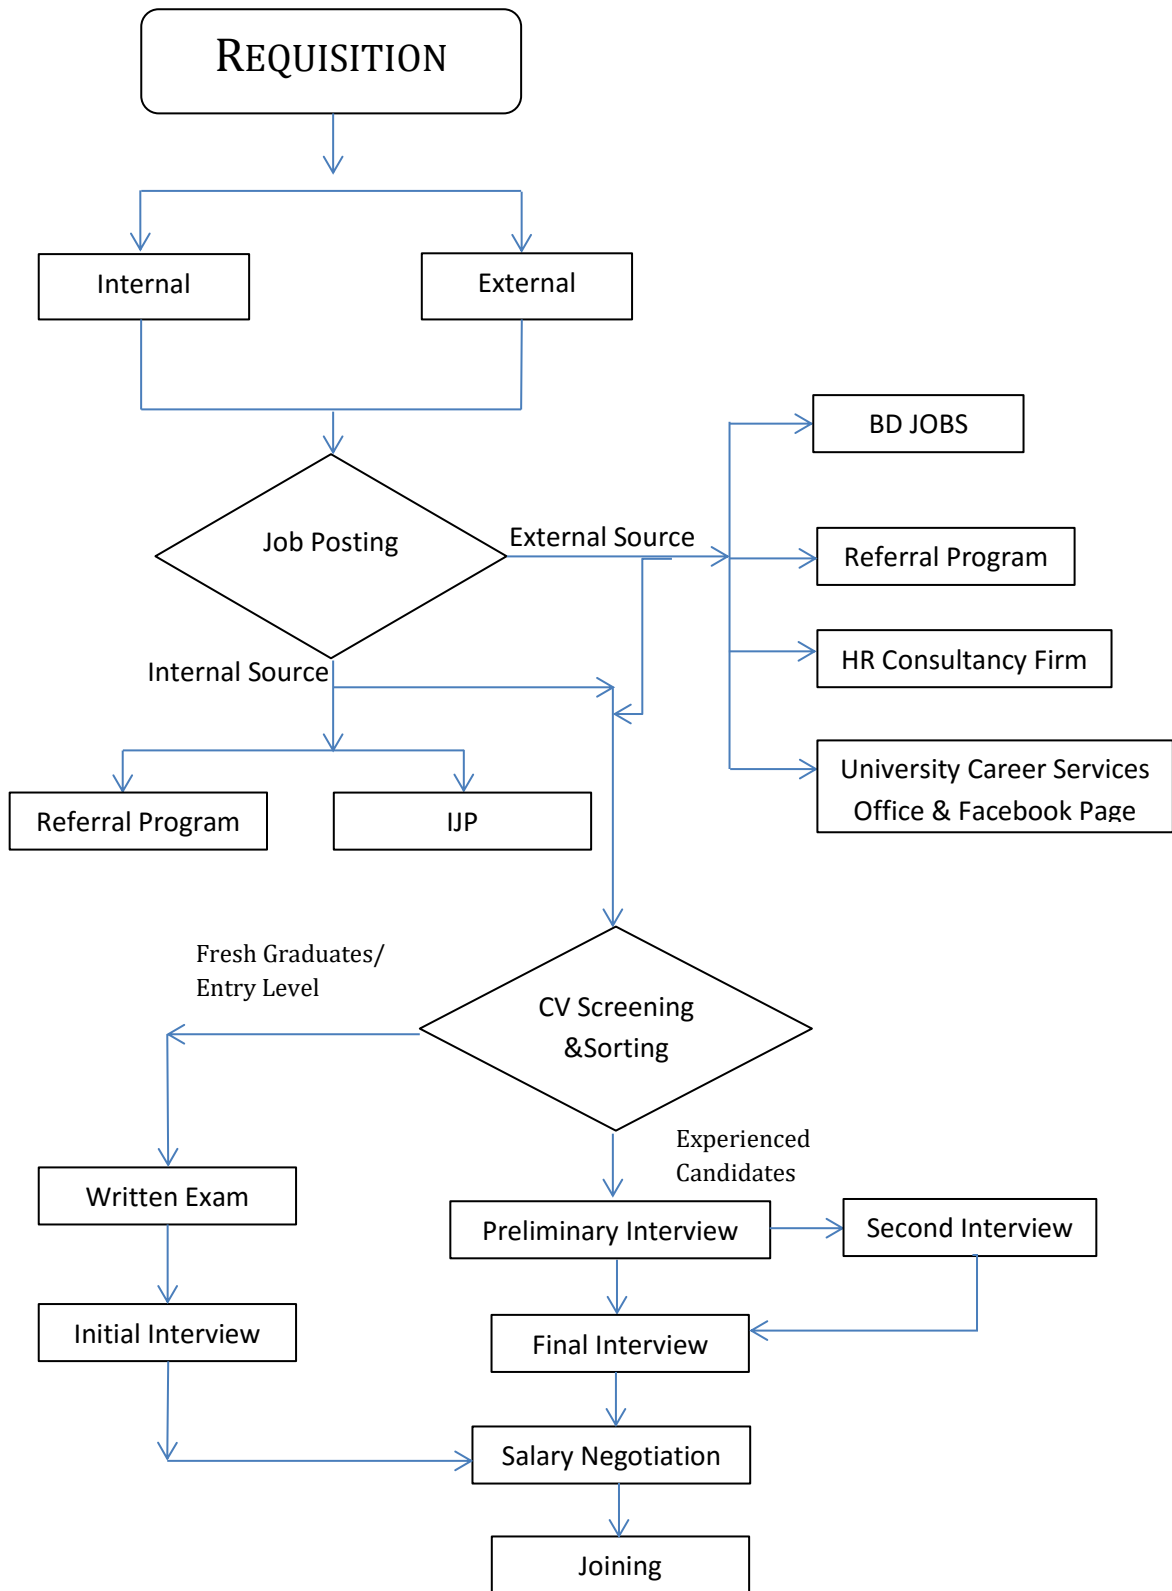 REQUISITION
Internal
External
BD JOBS
Job Posting
External Source
Referral Program
HR Consultancy Firm
Internal Source
University Career Services
Office & Facebook Page
Referral Program
IJP
Fresh Graduates/
Entry Level
CV Screening
&Sorting
Experienced
Candidates
Written Exam
Preliminary Interview
Second Interview
Initial Interview
Final Interview
Salary Negotiation
Joining